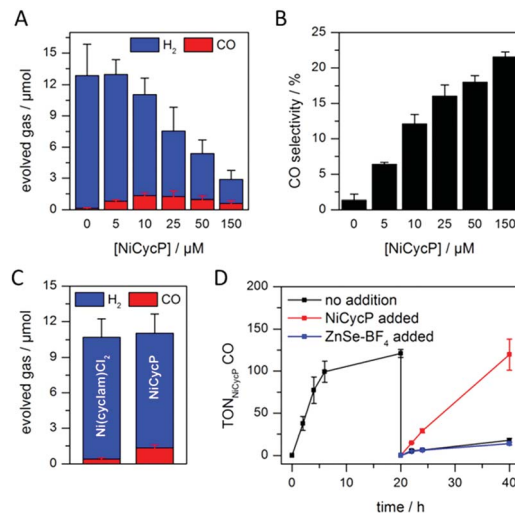 A
H₂ CO
evolved gas / μmol
15
12
9
6
3
0
0 5 10 25 50 150
[NiCycP] / μM
B
CO selectivity / %
25
20
15
10
5
0
0 5 10 25 50 150
[NiCycP] / μM
C
H₂ CO
evolved gas / μmol
15
12
9
6
3
0
Ni(cyclam)Cl₂
NiCycP
D
no addition
NiCycP added
ZnSe-BF₄ added
TON_NiCycP CO
200
150
100
50
0
0 10 20 30 40
time / h